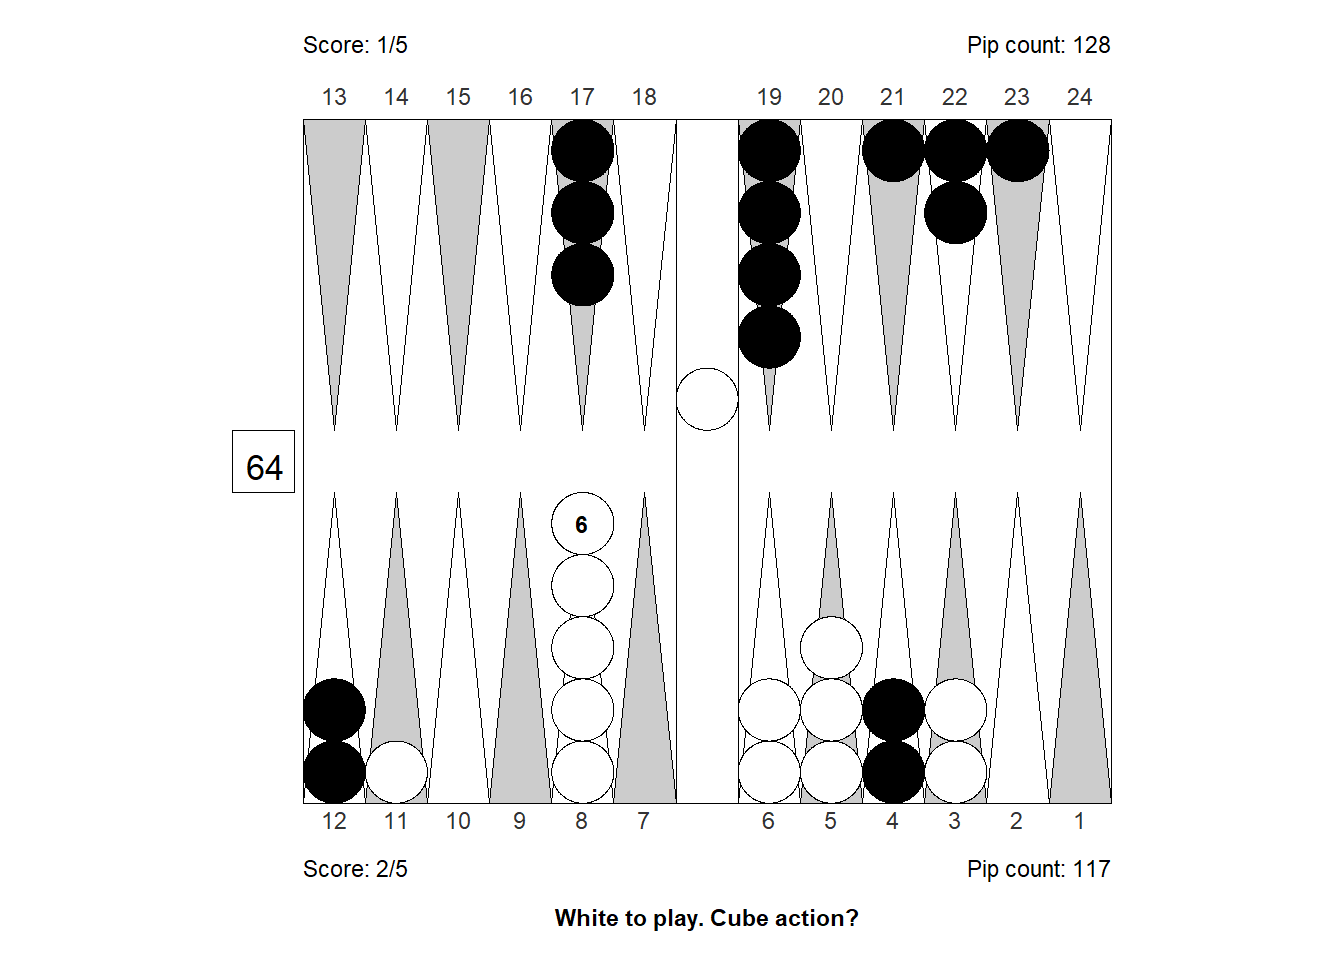 Score: 1/5 Pip count: 128
13 14 15 16 17 18 19 20 21 22 23 24
64
6
12 11 10 9 8 7 6 5 4 3 2 1
Score: 2/5 Pip count: 117
White to play. Cube action?